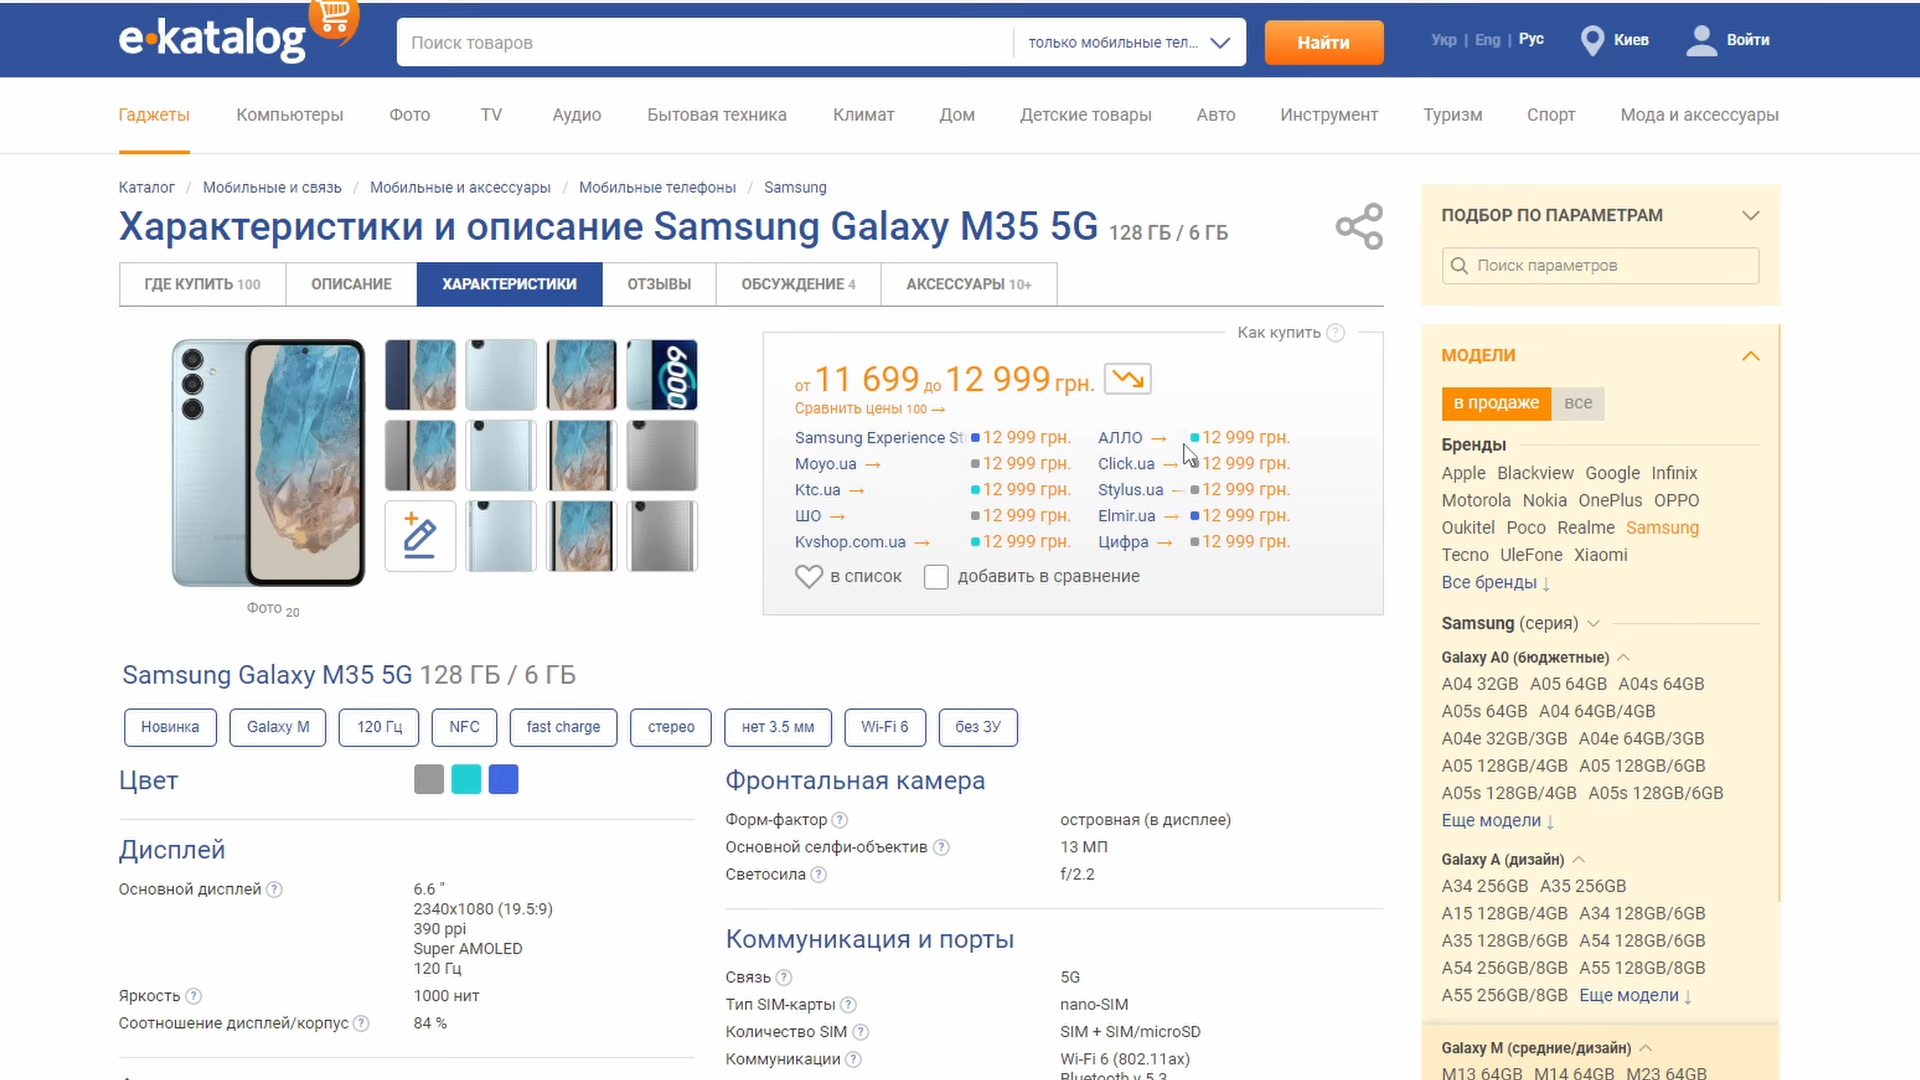 e-katalog
Поиск товаров
только мобильные тел...
Найти
Укр | Eng | Рус
Киев
Войти
Гаджеты Компьютеры Фото TV Аудио Бытовая техника Климат Дом Детские товары Авто Инструмент Туризм Спорт Мода и аксессуары
Каталог / Мобильные и связь / Мобильные и аксессуары / Мобильные телефоны / Samsung
Характеристики и описание Samsung Galaxy M35 5G 128 ГБ / 6 ГБ
ГДЕ КУПИТЬ 100
ОПИСАНИЕ
ХАРАКТЕРИСТИКИ
ОТЗЫВЫ
ОБСУЖДЕНИЕ 4
АКСЕССУАРЫ 10+
6000
Фото 20
Как купить ?
от 11 699 до 12 999 грн.
Сравнить цены 100 →
Samsung Experience St 12 999 грн. АЛЛО → 12 999 грн.
Moyo.ua → 12 999 грн. Click.ua → 12 999 грн.
Ktc.ua → 12 999 грн. Stylus.ua → 12 999 грн.
ШО → 12 999 грн. Elmir.ua → 12 999 грн.
Kvshop.com.ua → 12 999 грн. Цифра → 12 999 грн.
в список добавить в сравнение
Samsung Galaxy M35 5G 128 ГБ / 6 ГБ
Новинка Galaxy M 120 Гц NFC fast charge стерео нет 3.5 мм Wi-Fi 6 без ЗУ
Цвет
Дисплей
Основной дисплей ? 6.6 "
2340x1080 (19.5:9)
390 ppi
Super AMOLED
120 Гц
Яркость ? 1000 нит
Соотношение дисплей/корпус ? 84 %
Фронтальная камера
Форм-фактор ? островная (в дисплее)
Основной селфи-объектив ? 13 МП
Светосила ? f/2.2
Коммуникация и порты
Связь ? 5G
Тип SIM-карты ? nano-SIM
Количество SIM ? SIM + SIM/microSD
Коммуникации ? Wi-Fi 6 (802.11ax)
Bluetooth v 5.3
ПОДБОР ПО ПАРАМЕТРАМ
Поиск параметров
МОДЕЛИ
в продаже все
Бренды
Apple Blackview Google Infinix
Motorola Nokia OnePlus OPPO
Oukitel Poco Realme Samsung
Tecno UleFone Xiaomi
Все бренды ↓
Samsung (серия)
Galaxy A0 (бюджетные)
A04 32GB A05 64GB A04s 64GB
A05s 64GB A04 64GB/4GB
A04e 32GB/3GB A04e 64GB/3GB
A05 128GB/4GB A05 128GB/6GB
A05s 128GB/4GB A05s 128GB/6GB
Еще модели ↓
Galaxy A (дизайн)
A34 256GB A35 256GB
A15 128GB/4GB A34 128GB/6GB
A35 128GB/6GB A54 128GB/6GB
A54 256GB/8GB A55 128GB/8GB
A55 256GB/8GB Еще модели ↓
Galaxy M (средние/дизайн)
M13 64GB M14 64GB M23 64GB